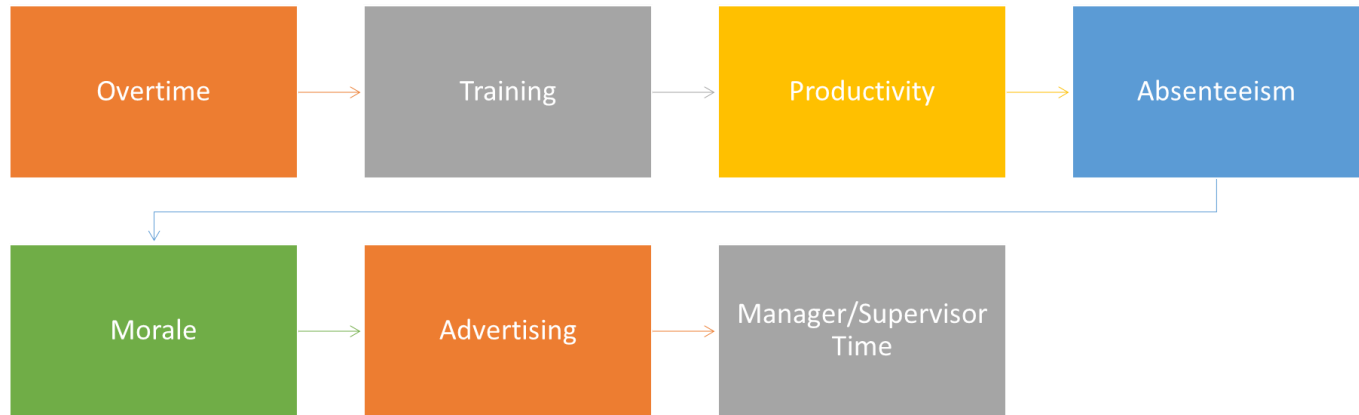 Overtime
Training
Productivity
Absenteeism
Morale
Advertising
Manager/Supervisor
Time